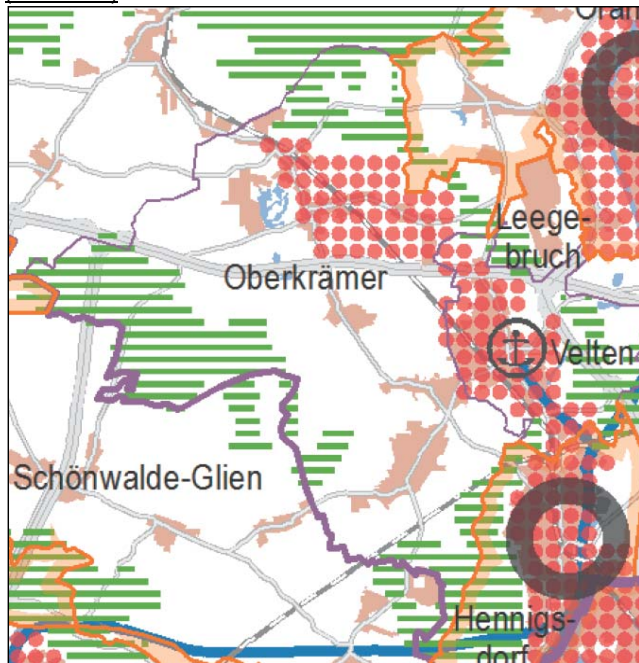 Leege-
bruch
Oberkrämer
Velten
Schönwalde-Glien
Hennigs-
dorf